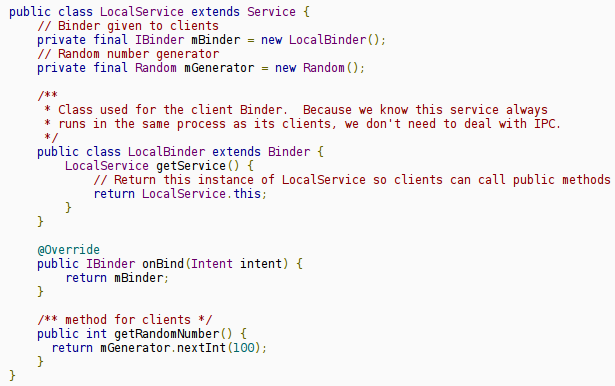 public class LocalService extends Service {
    // Binder given to clients
    private final IBinder mBinder = new LocalBinder();
    // Random number generator
    private final Random mGenerator = new Random();

    /**
     * Class used for the client Binder.  Because we know this service always
     * runs in the same process as its clients, we don't need to deal with IPC.
     */
    public class LocalBinder extends Binder {
        LocalService getService() {
            // Return this instance of LocalService so clients can call public methods
            return LocalService.this;
        }
    }

    @Override
    public IBinder onBind(Intent intent) {
        return mBinder;
    }

    /** method for clients */
    public int getRandomNumber() {
      return mGenerator.nextInt(100);
    }
}